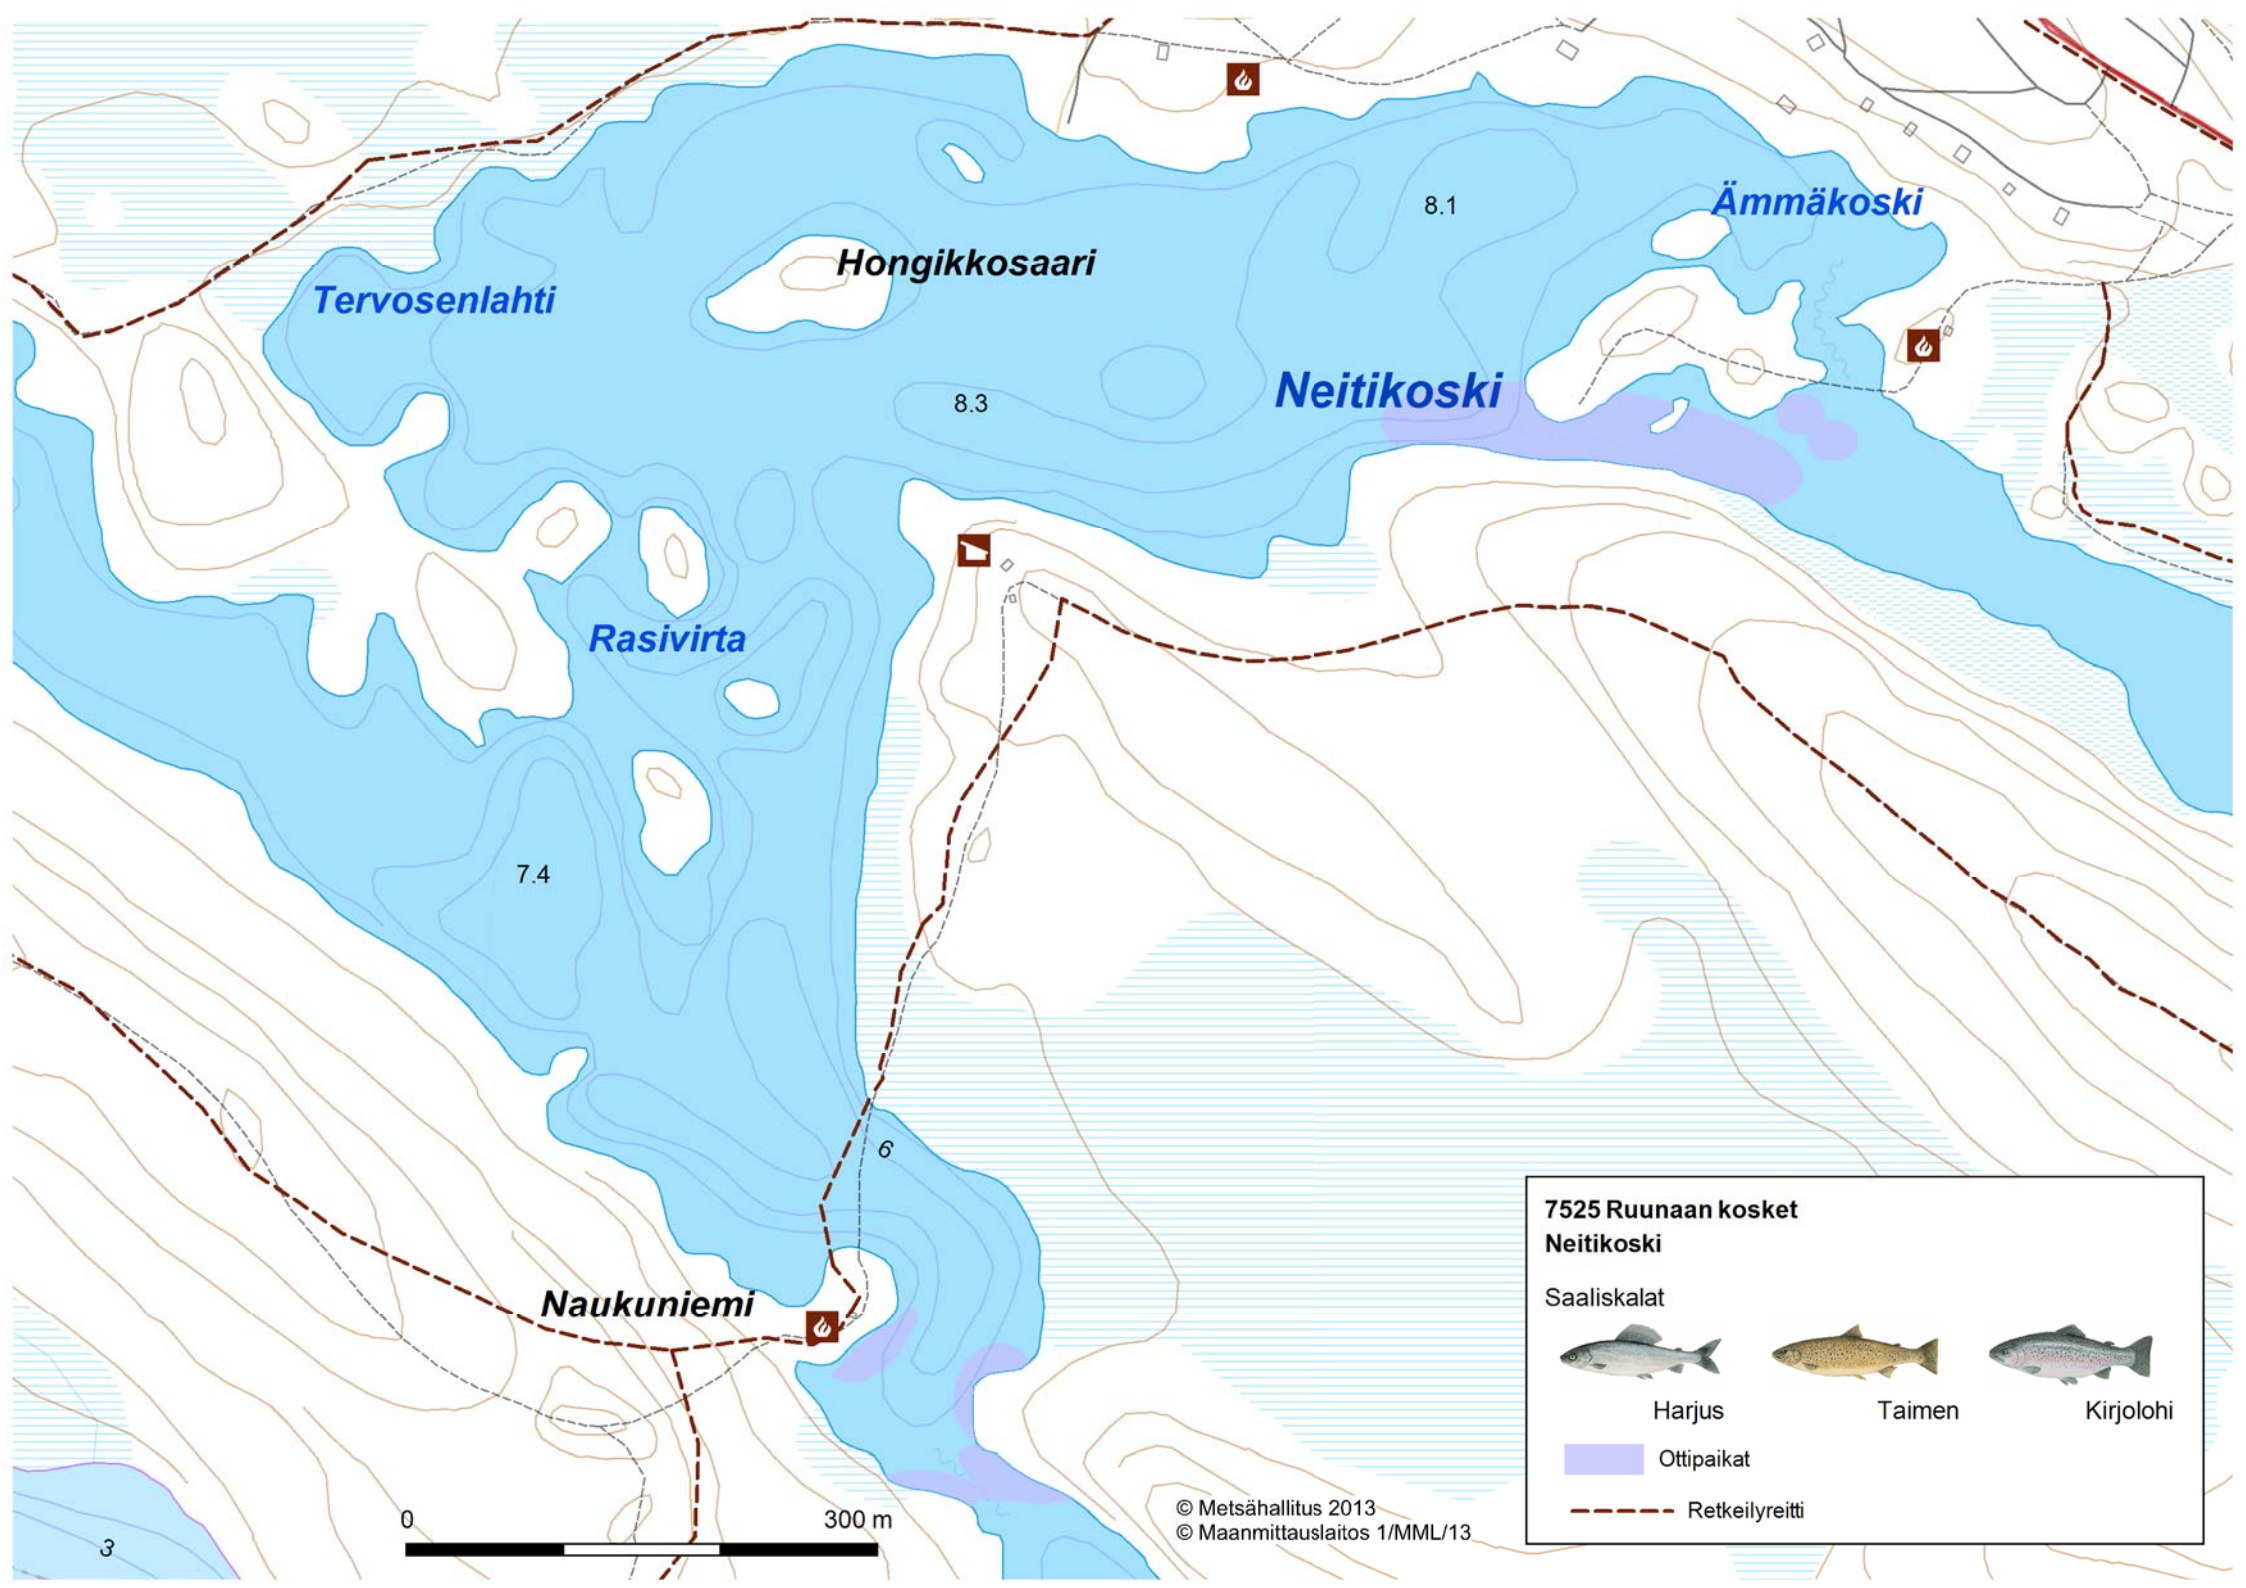 Ämmäkoski
8.1
Hongikkosaari
Tervosenlahti
Neitikoski
8.3
Rasivirta
7.4
6
Naukuniemi
3
0
300 m
© Metsähallitus 2013
© Maanmittauslaitos 1/MML/13
7525 Ruunaan kosket
Neitikoski
Saaliskalat
Harjus
Taimen
Kirjolohi
Ottipaikat
Retkeilyreitti